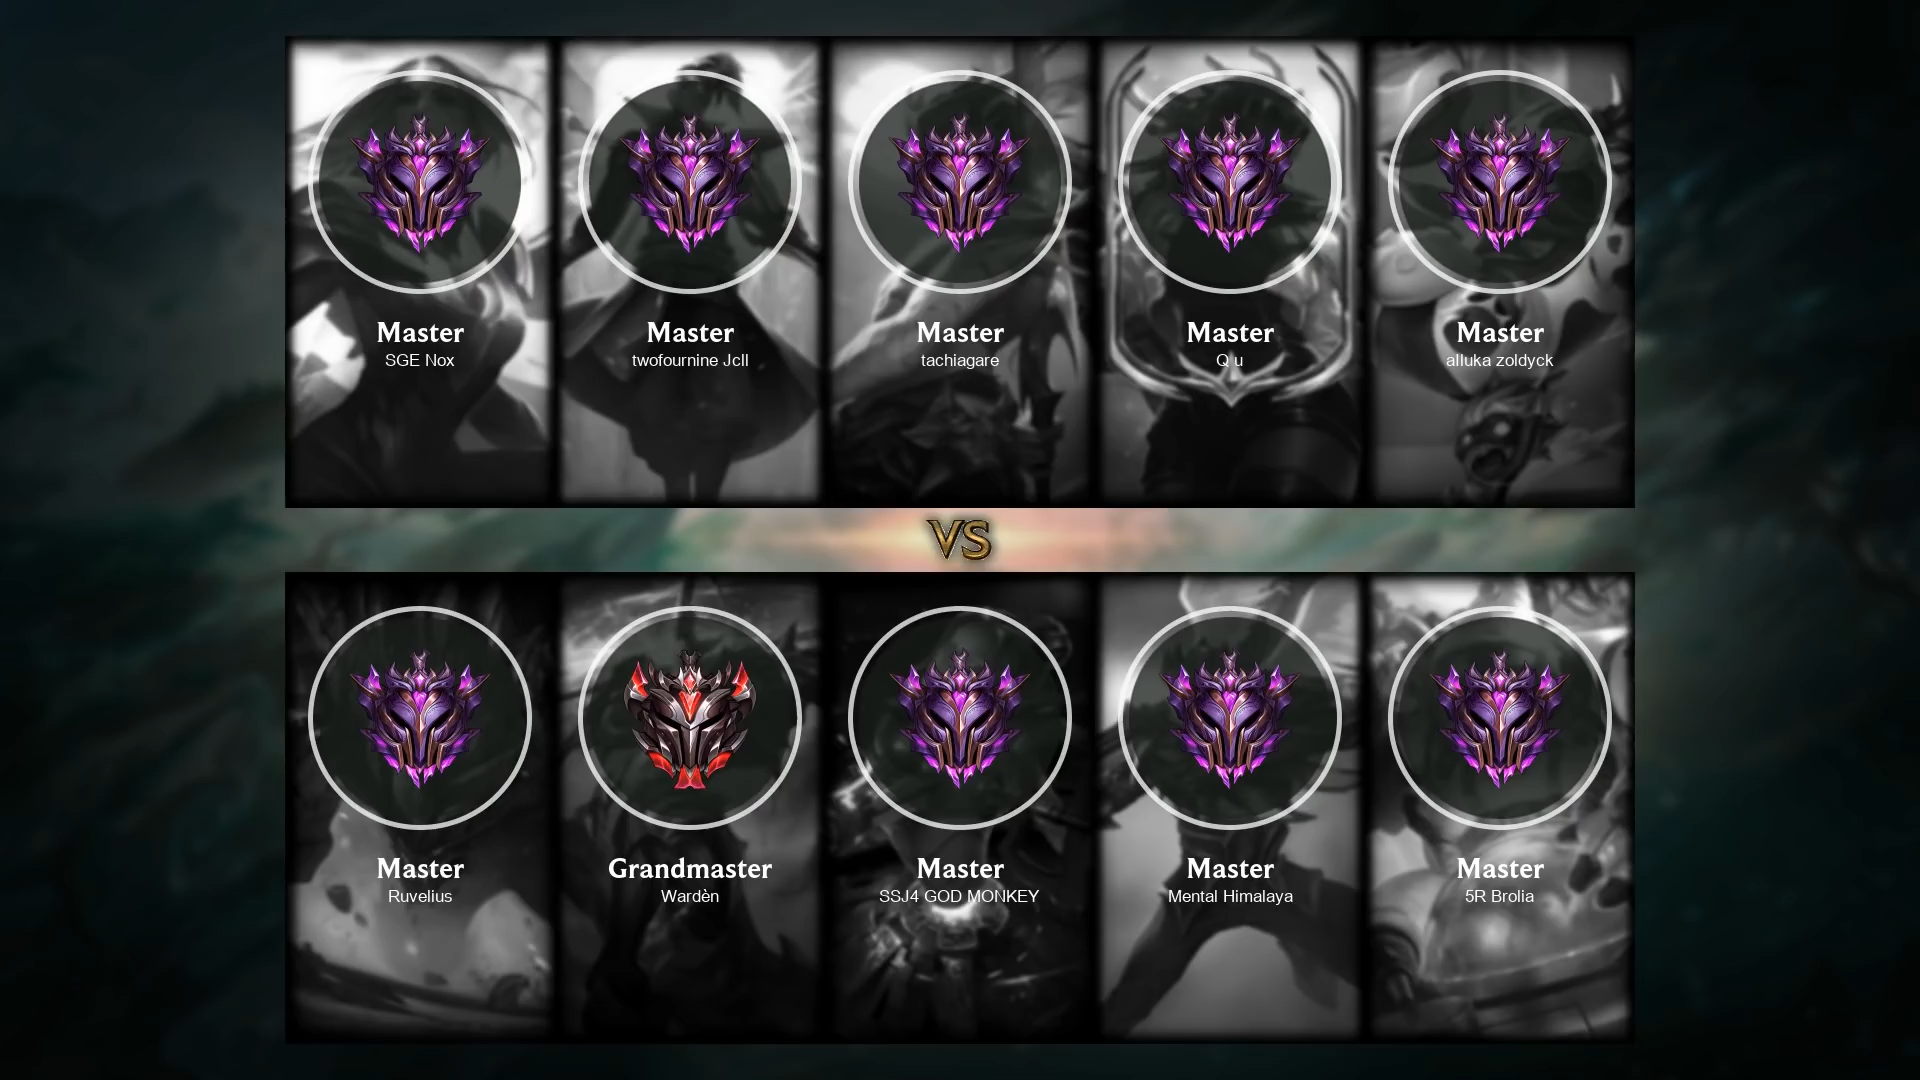 Master
SGE Nox
Master
twofournine Jcll
Master
tachiagare
Master
Q u
Master
alluka zoldyck
VS
Master
Ruvelius
Grandmaster
Wardèn
Master
SSJ4 GOD MONKEY
Master
Mental Himalaya
Master
5R Brolia